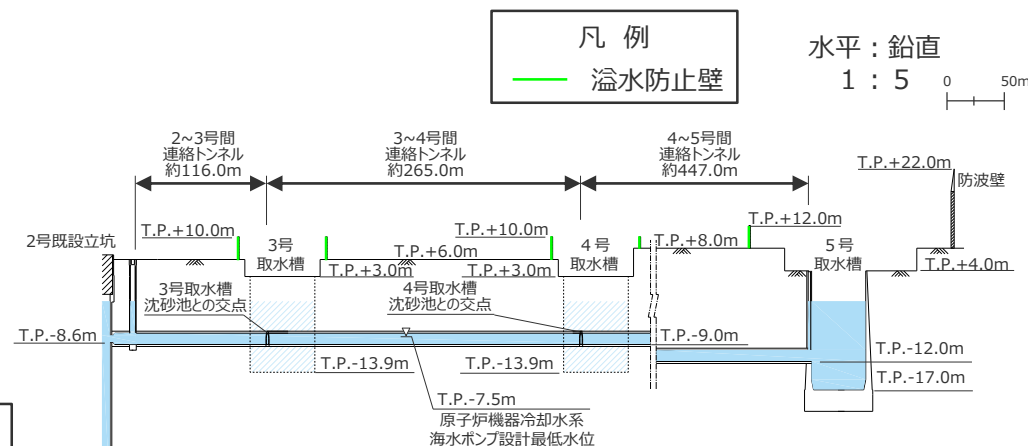 凡 例
溢水防止壁
水平：鉛直
1 : 5
0 50m
2~3号間
連絡トンネル
約116.0m
3~4号間
連絡トンネル
約265.0m
4~5号間
連絡トンネル
約447.0m
T.P.+22.0m
防波壁
2号既設立坑
T.P.+10.0m
3号
取水槽
T.P.+10.0m
4号
取水槽
T.P.+12.0m
5号
取水槽
T.P.+6.0m
T.P.+8.0m
T.P.+3.0m
T.P.+3.0m
T.P.+4.0m
3号取水槽
沈砂池との交点
4号取水槽
沈砂池との交点
T.P.-8.6m
T.P.-9.0m
T.P.-12.0m
T.P.-13.9m
T.P.-13.9m
T.P.-17.0m
T.P.-7.5m
原子炉機器冷却水系
海水ポンプ設計最低水位